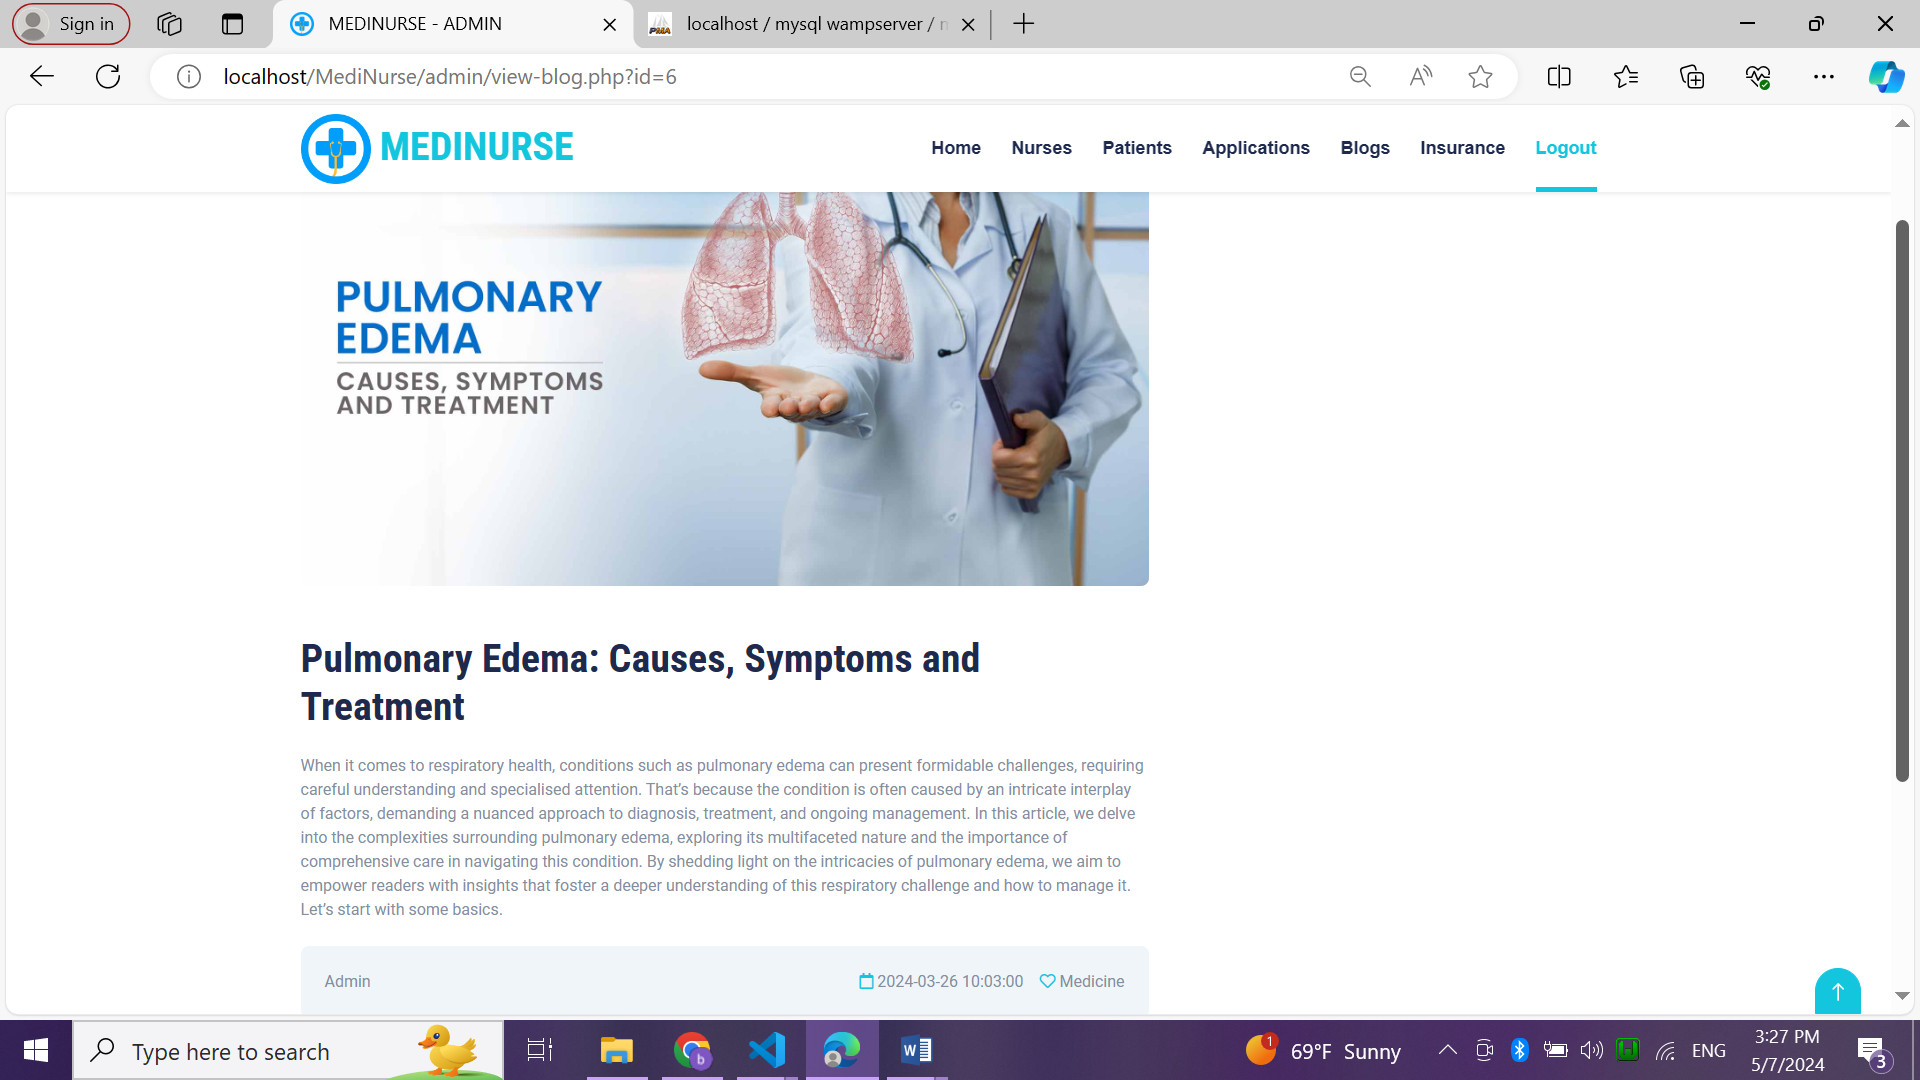 Sign in
MEDINURSE - ADMIN
localhost / mysql wampserver /
localhost/MediNurse/admin/view-blog.php?id=6
MEDINURSE
Home
Nurses
Patients
Applications
Blogs
Insurance
Logout
PULMONARY
EDEMA
CAUSES, SYMPTOMS
AND TREATMENT
Pulmonary Edema: Causes, Symptoms and
Treatment
When it comes to respiratory health, conditions such as pulmonary edema can present formidable challenges, requiring
careful understanding and specialised attention. That’s because the condition is often caused by an intricate interplay
of factors, demanding a nuanced approach to diagnosis, treatment, and ongoing management. In this article, we delve
into the complexities surrounding pulmonary edema, exploring its multifaceted nature and the importance of
comprehensive care in navigating this condition. By shedding light on the intricacies of pulmonary edema, we aim to
empower readers with insights that foster a deeper understanding of this respiratory challenge and how to manage it.
Let’s start with some basics.
Admin
2024-03-26 10:03:00
Medicine
Type here to search
1
69°F Sunny
ENG
3:27 PM
5/7/2024
3